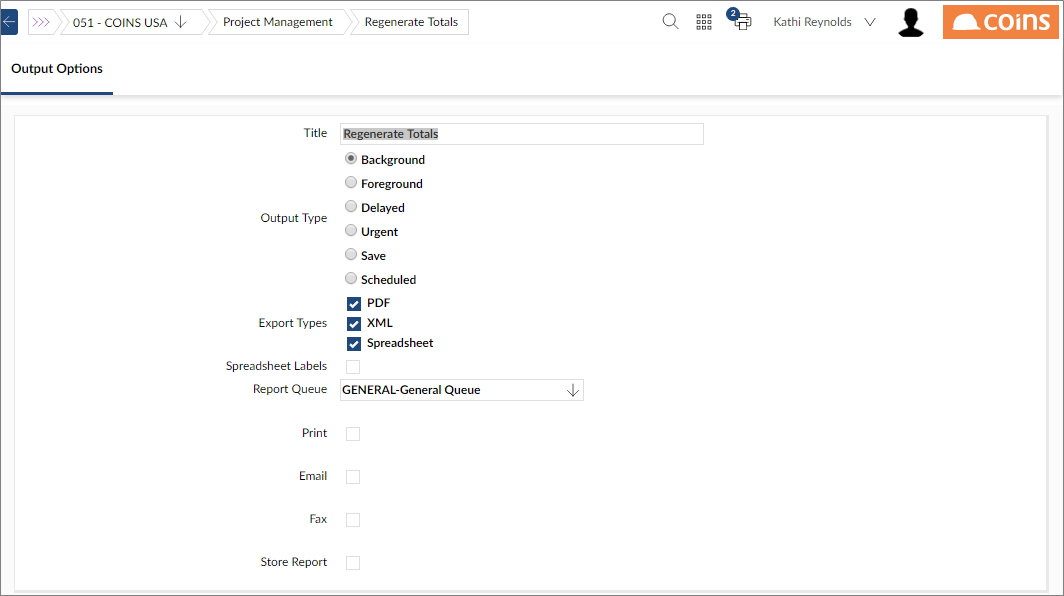 051 - COINS USA
Project Management
Regenerate Totals
2
Kathi Reynolds
coins
Output Options
Title
Regenerate Totals
Output Type
Background
Foreground
Delayed
Urgent
Save
Scheduled
Export Types
PDF
XML
Spreadsheet
Spreadsheet Labels
Report Queue
GENERAL-General Queue
Print
Email
Fax
Store Report